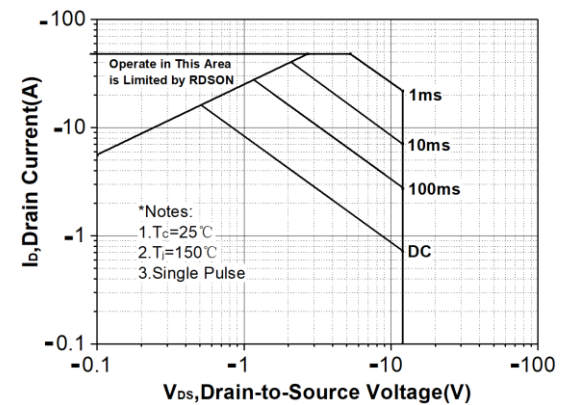 I_D,Drain Current(A)
-100
-10
-1
-0.1
Operate in This Area
is Limited by RDSON
1ms
10ms
100ms
DC
*Notes:
1.Tc=25℃
2.Tj=150℃
3.Single Pulse
-0.1
-1
-10
-100
VDS,Drain-to-Source Voltage(V)